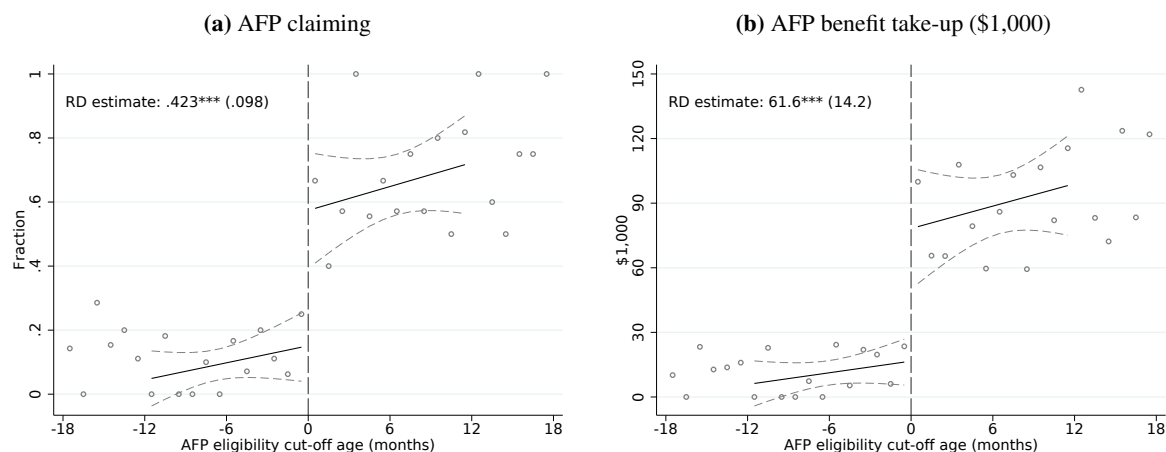 (a) AFP claiming
RD estimate: .423*** (.098)
Fraction
1
.8
.6
.4
.2
0
-18 -12 -6 0 6 12 18
AFP eligibility cut-off age (months)
(b) AFP benefit take-up ($1,000)
RD estimate: 61.6*** (14.2)
$1,000
150
120
90
60
30
0
-18 -12 -6 0 6 12 18
AFP eligibility cut-off age (months)